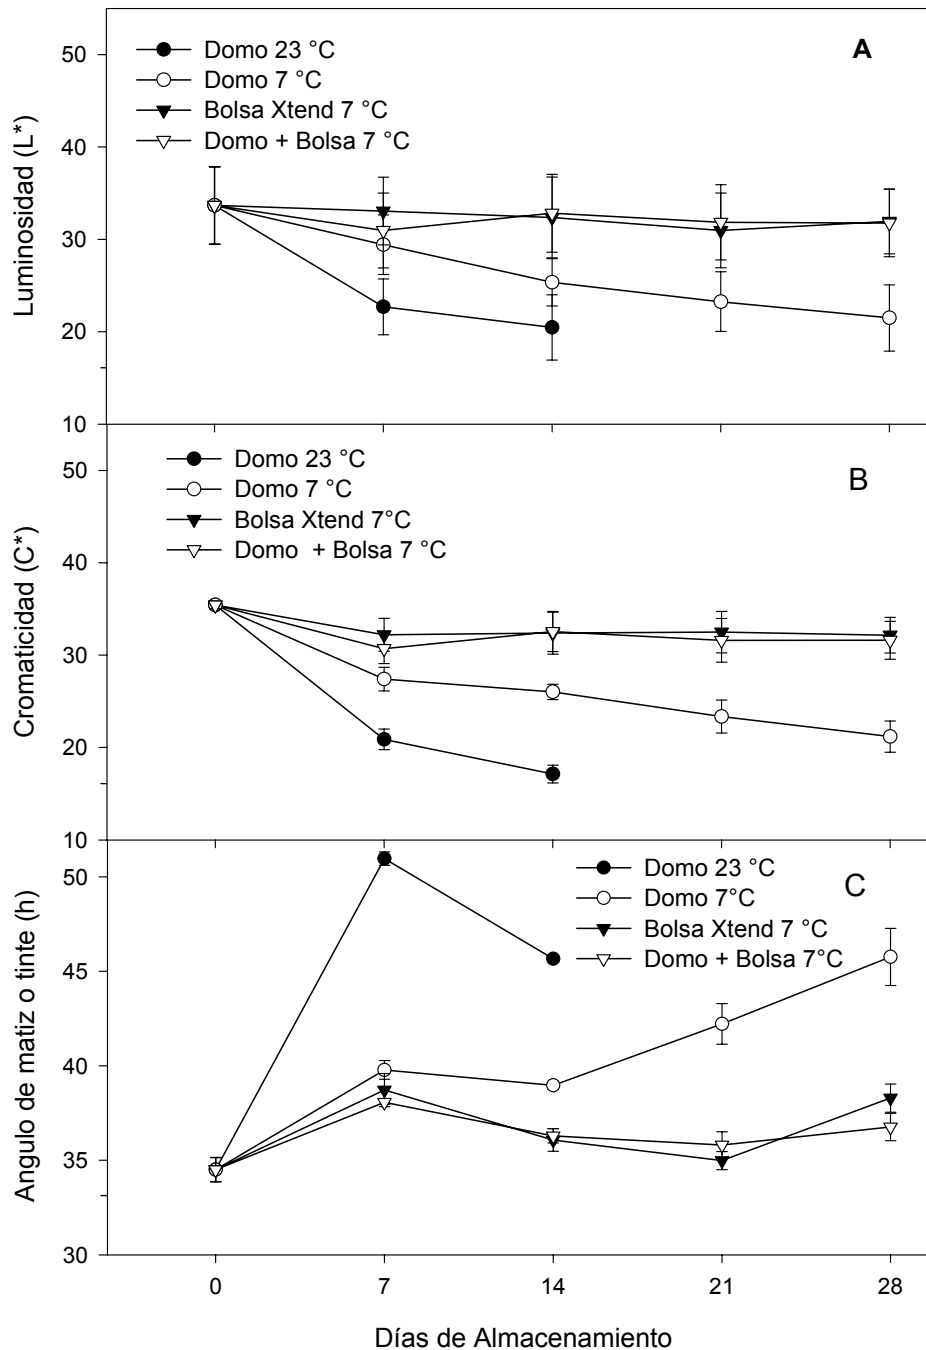 A
Domo 23 °C
Domo 7 °C
Bolsa Xtend 7 °C
Domo + Bolsa 7 °C
Luminosidad (L*)
50
40
30
20
10
B
Domo 23 °C
Domo 7 °C
Bolsa Xtend 7°C
Domo + Bolsa 7 °C
Cromaticidad (C*)
50
40
30
20
10
C
Domo 23 °C
Domo 7°C
Bolsa Xtend 7 °C
Domo + Bolsa 7°C
Angulo de matiz o tinte (h)
50
45
40
35
30
0 7 14 21 28
Días de Almacenamiento